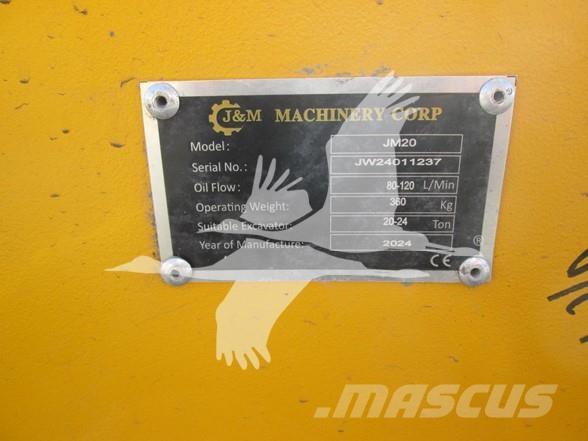 J&M MACHINERY CORP
Model: JM20
Serial No.: JW24011237
Oil Flow: 80-120 L/Min
Operating Weight: 360 Kg
Suitable Excavator: 20-24 Ton
Year of Manufacture: 2024
®
CE
MASCUS